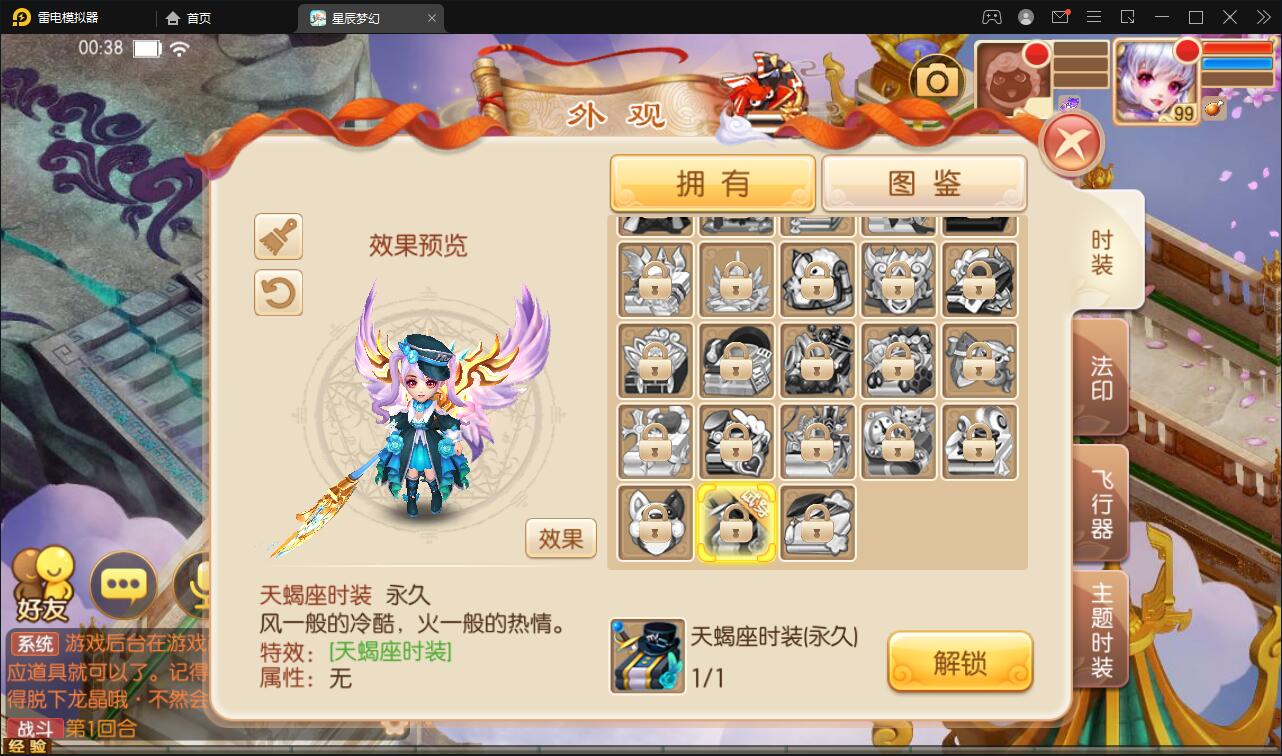 雷电模拟器
首页
星辰梦幻
00:38
外观
99
拥有
图鉴
效果预览
时装
法印
飞行器
主题时装
效果
天蝎座时装 永久
风一般的冷酷，火一般的热情。
特效： [天蝎座时装]
属性： 无
天蝎座时装(永久)
1/1
解锁
好友
系统 游戏后台在游戏
应道具就可以了。记得
得脱下龙晶哦·不然会
战斗 第1回合
经验